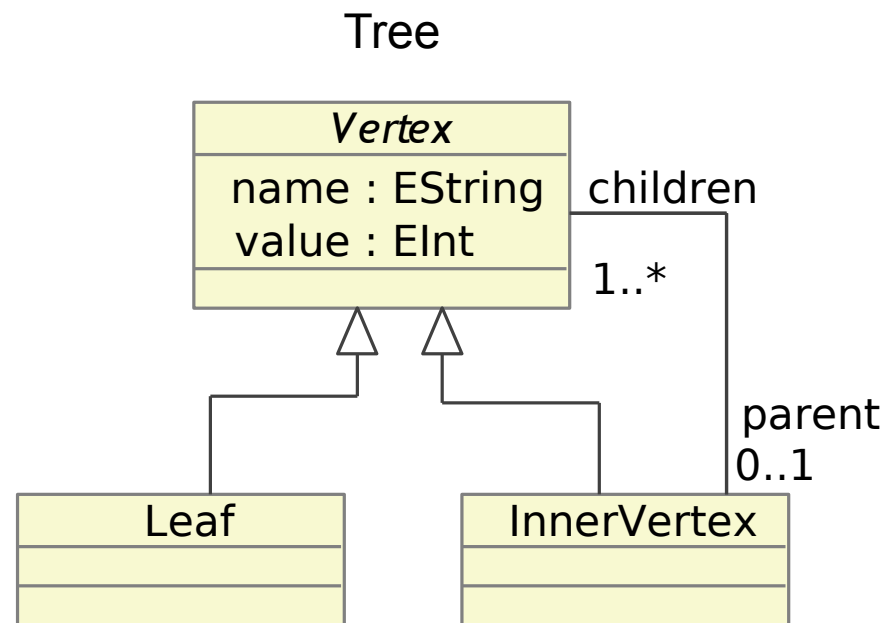 Tree
Vertex
name : EString
value : EInt
children
1..*
parent
0..1
Leaf
InnerVertex